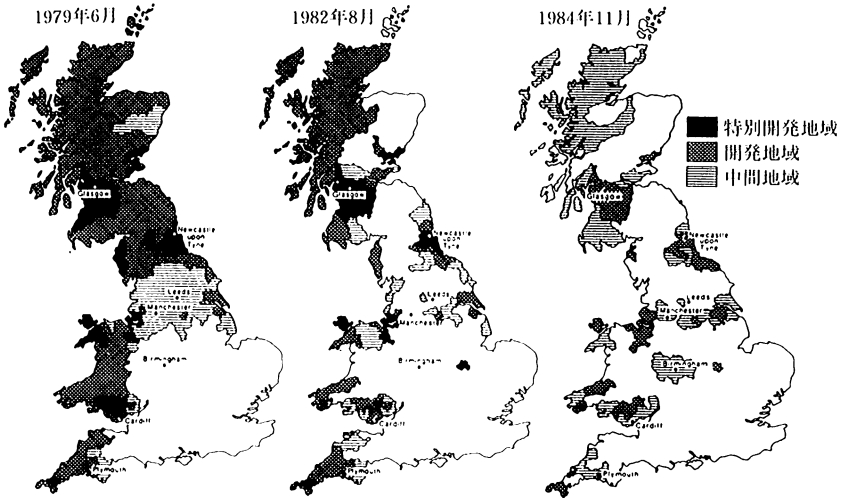 1979年6月
1982年8月
1984年11月
特別開発地域
開発地域
中間地域
Glasgow
Newcastle
upon
Tyne
Leeds
Manchester
Birmingham
Cardiff
Plymouth
Glasgow
Newcastle
upon
Tyne
Leeds
Manchester
Birmingham
Cardiff
Plymouth
Glasgow
Newcastle
upon
Tyne
Leeds
Manchester
Birmingham
Cardiff
Plymouth